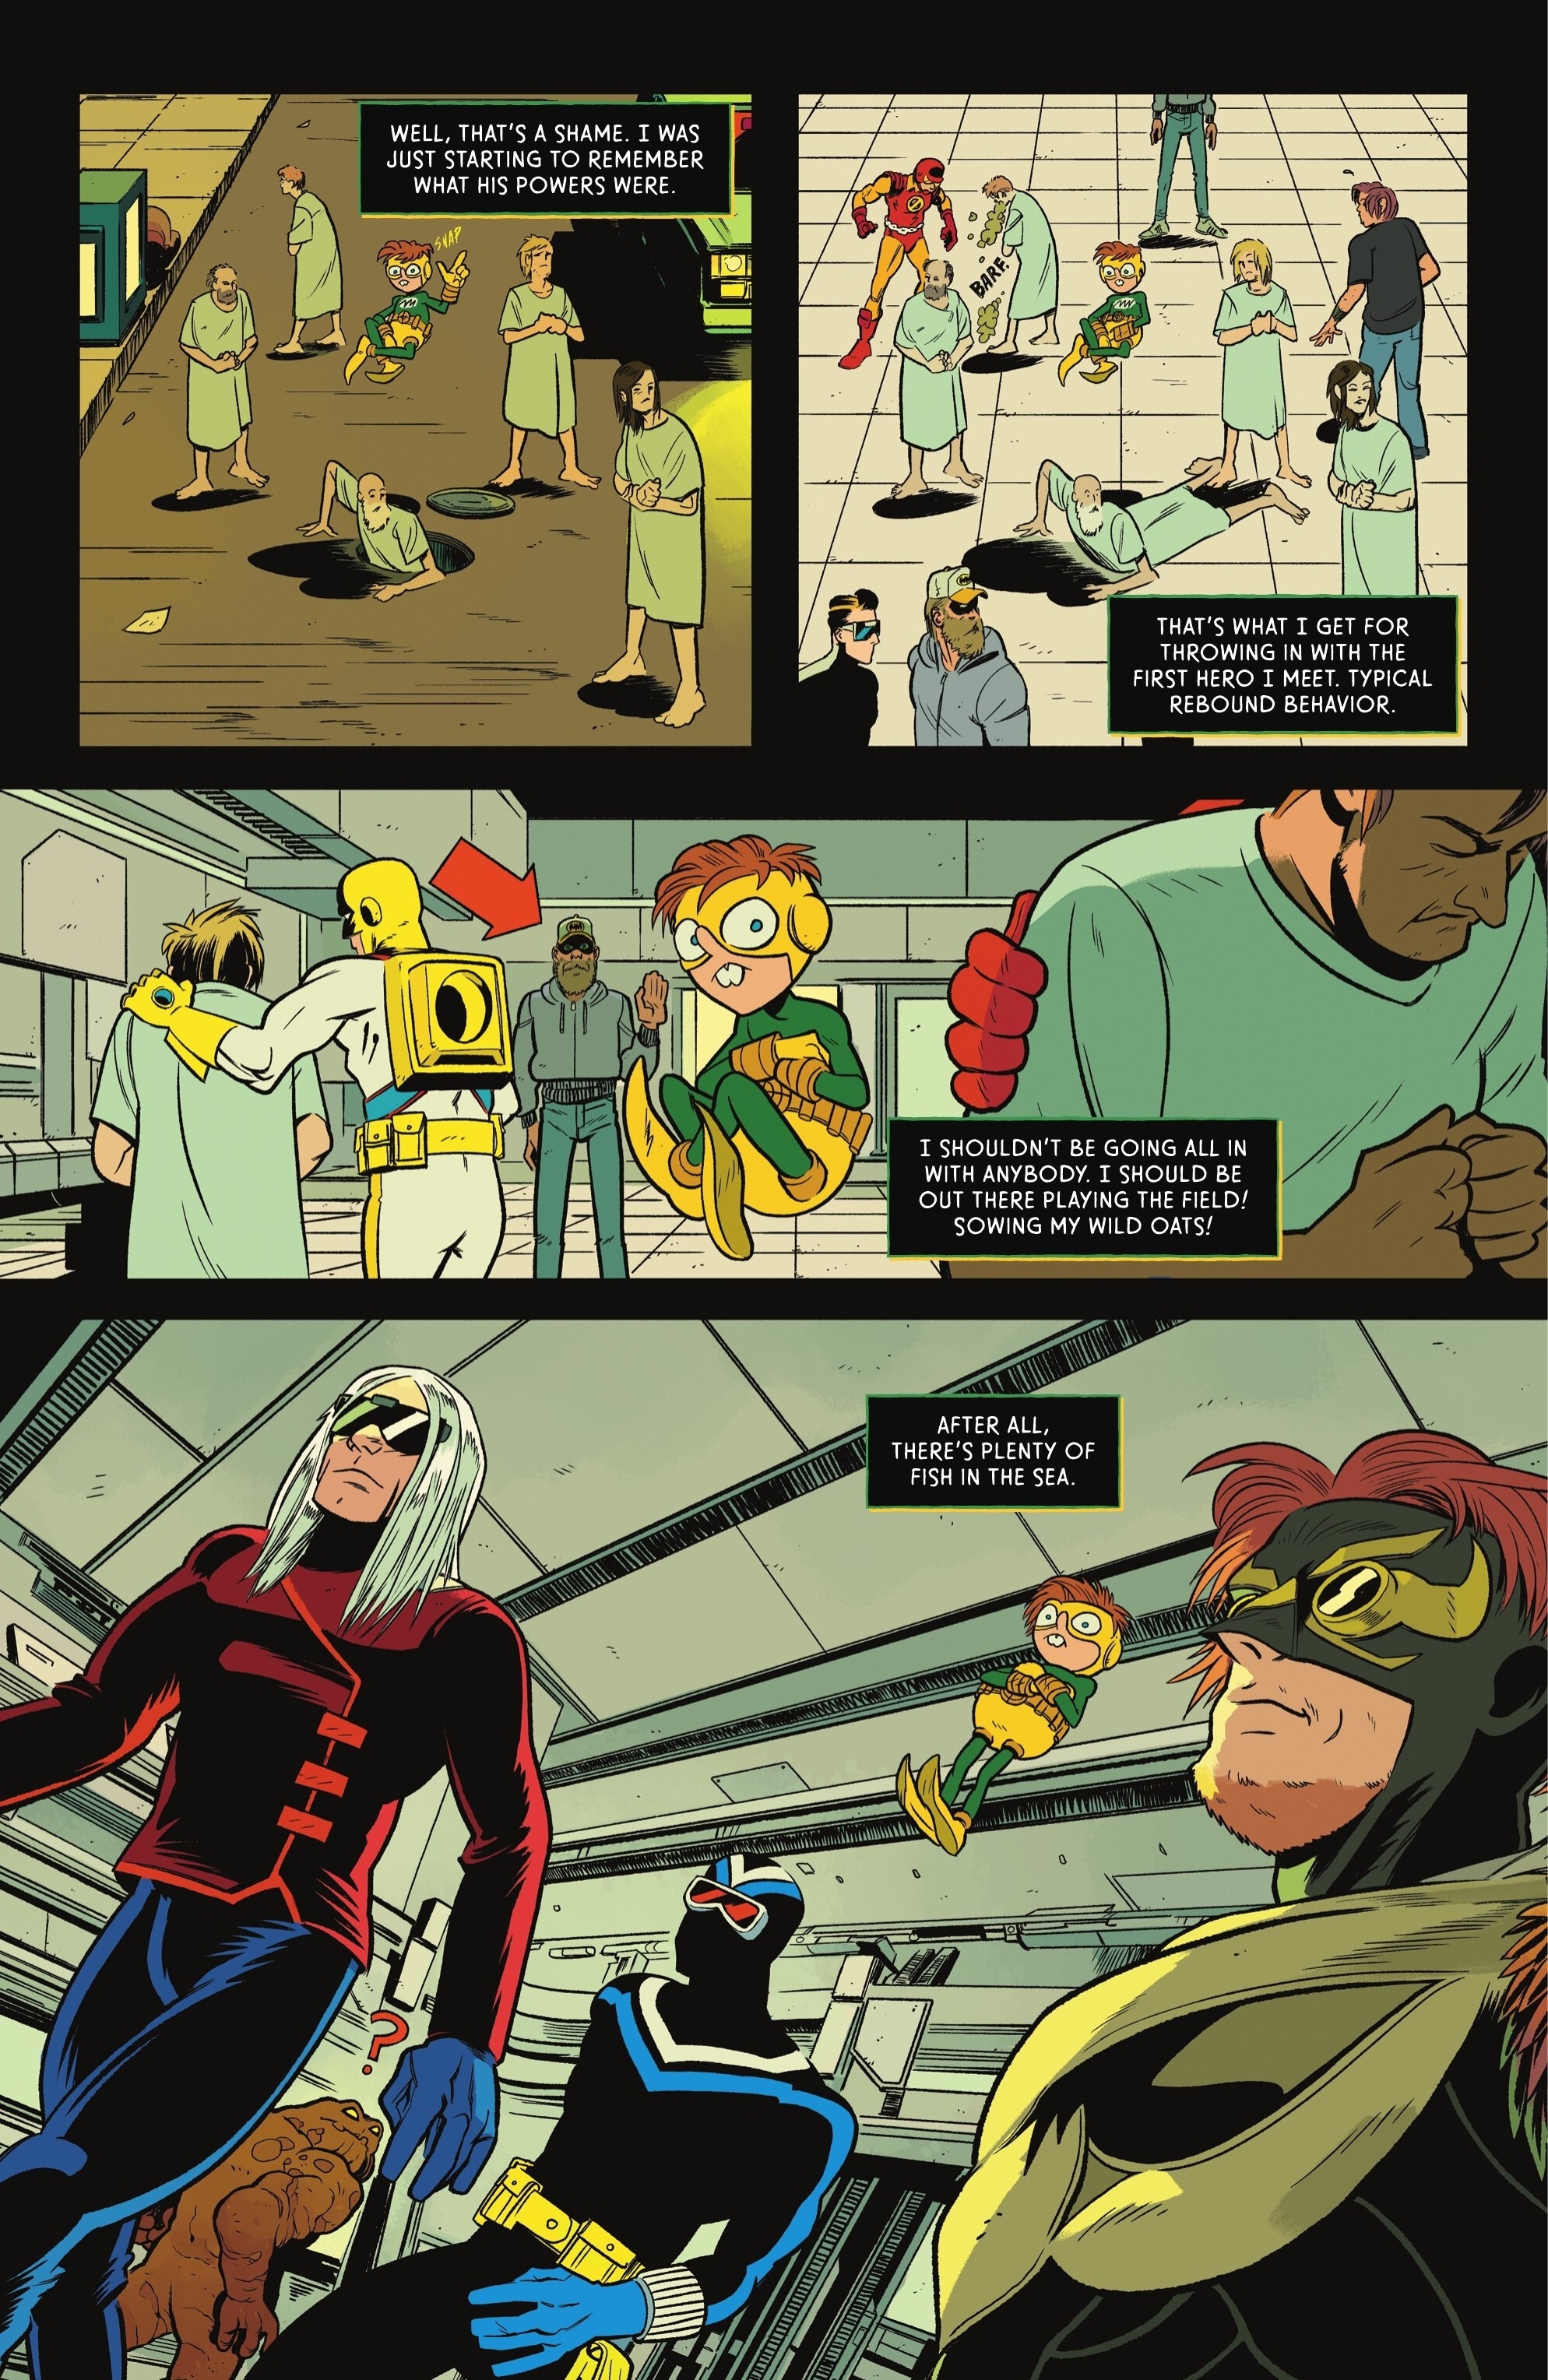 WELL, THAT'S A SHAME. I WAS
JUST STARTING TO REMEMBER
WHAT HIS POWERS WERE.
SNAP
BARF.
THAT'S WHAT I GET FOR
THROWING IN WITH THE
FIRST HERO I MEET. TYPICAL
REBOUND BEHAVIOR.
I SHOULDN'T BE GOING ALL IN
WITH ANYBODY. I SHOULD BE
OUT THERE PLAYING THE FIELD!
SOWING MY WILD OATS!
AFTER ALL,
THERE'S PLENTY OF
FISH IN THE SEA.
?